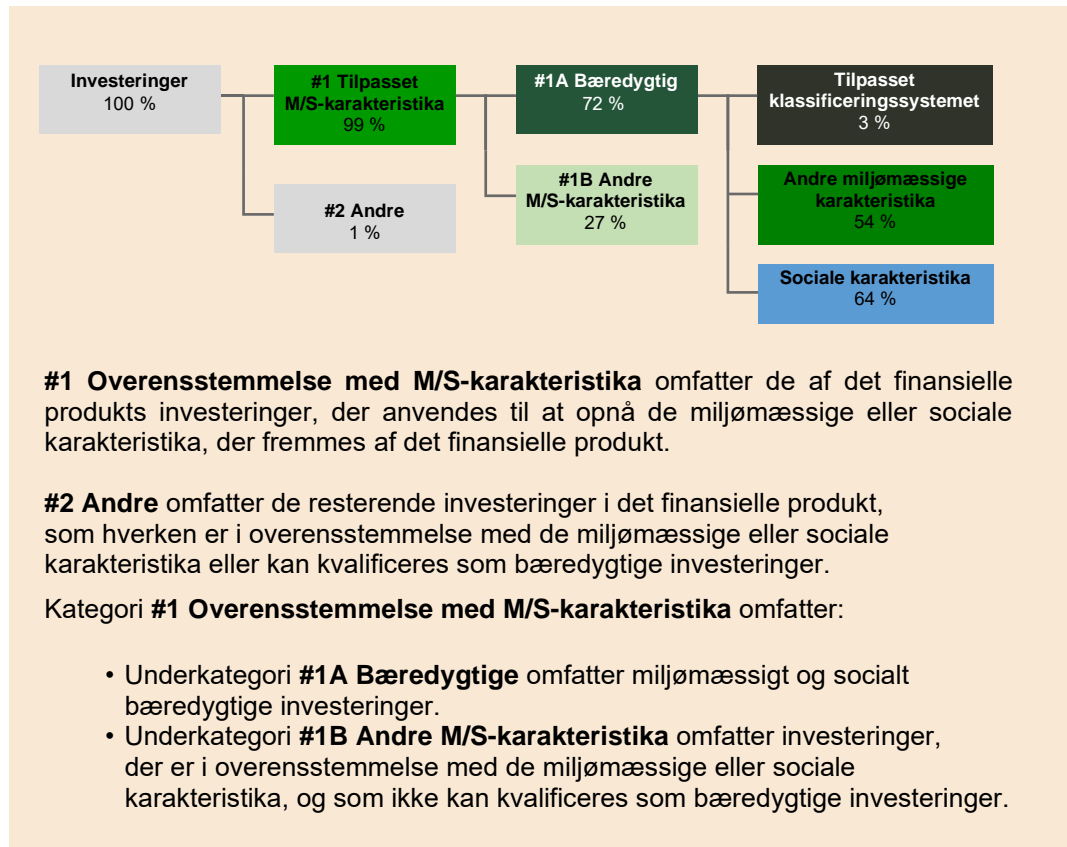 Investeringer
100 %
#1 Tilpasset
M/S-karakteristika
99 %
#1A Bæredygtig
72 %
Tilpasset
klassificeringssystemet
3 %
#2 Andre
1 %
#1B Andre
M/S-karakteristika
27 %
Andre miljømæssige
karakteristika
54 %
Sociale karakteristika
64 %
#1 Overensstemmelse med M/S-karakteristika omfatter de af det finansielle
produkts investeringer, der anvendes til at opnå de miljømæssige eller sociale
karakteristika, der fremmes af det finansielle produkt.
#2 Andre omfatter de resterende investeringer i det finansielle produkt,
som hverken er i overensstemmelse med de miljømæssige eller sociale
karakteristika eller kan kvalificeres som bæredygtige investeringer.
Kategori #1 Overensstemmelse med M/S-karakteristika omfatter:
• Underkategori #1A Bæredygtige omfatter miljømæssigt og socialt
bæredygtige investeringer.
• Underkategori #1B Andre M/S-karakteristika omfatter investeringer,
der er i overensstemmelse med de miljømæssige eller sociale
karakteristika, og som ikke kan kvalificeres som bæredygtige investeringer.